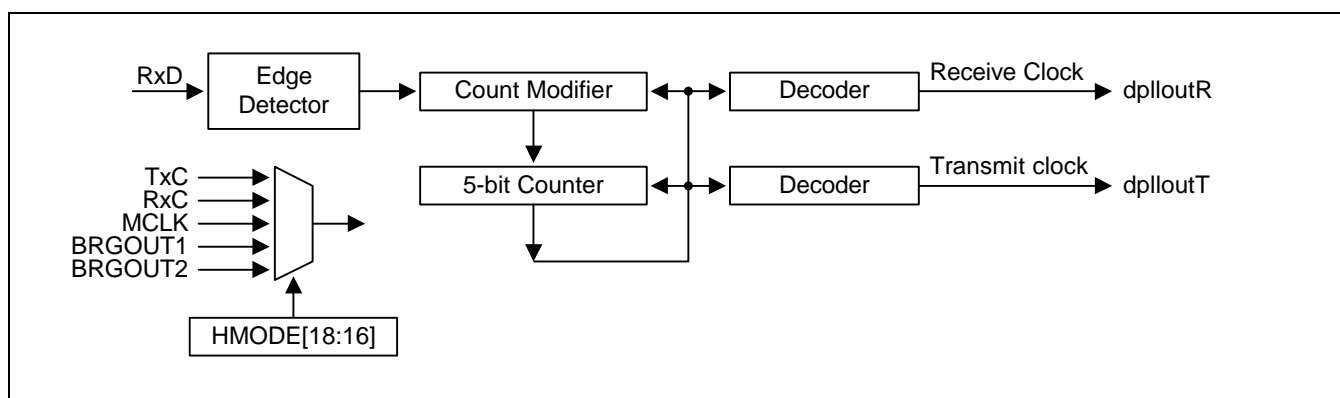 RxD
Edge
Detector
Count Modifier
Decoder
Receive Clock
dplloutR
TxC
RxC
MCLK
BRGOUT1
BRGOUT2
5-bit Counter
Decoder
Transmit clock
dplloutT
HMODE[18:16]